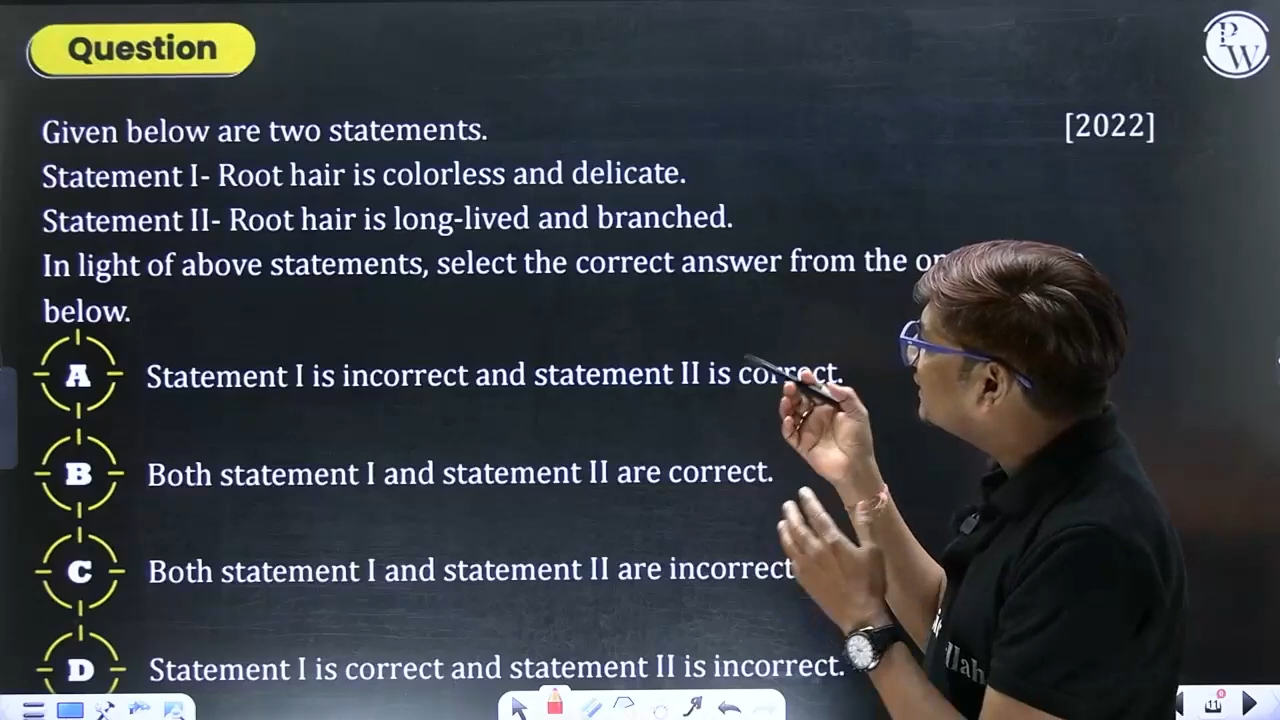 Question
PW
Given below are two statements. [2022]
Statement I- Root hair is colorless and delicate.
Statement II- Root hair is long-lived and branched.
In light of above statements, select the correct answer from the
below.
A Statement I is incorrect and statement II is correct.
B Both statement I and statement II are correct.
C Both statement I and statement II are incorrect
D Statement I is correct and statement II is incorrect.
11